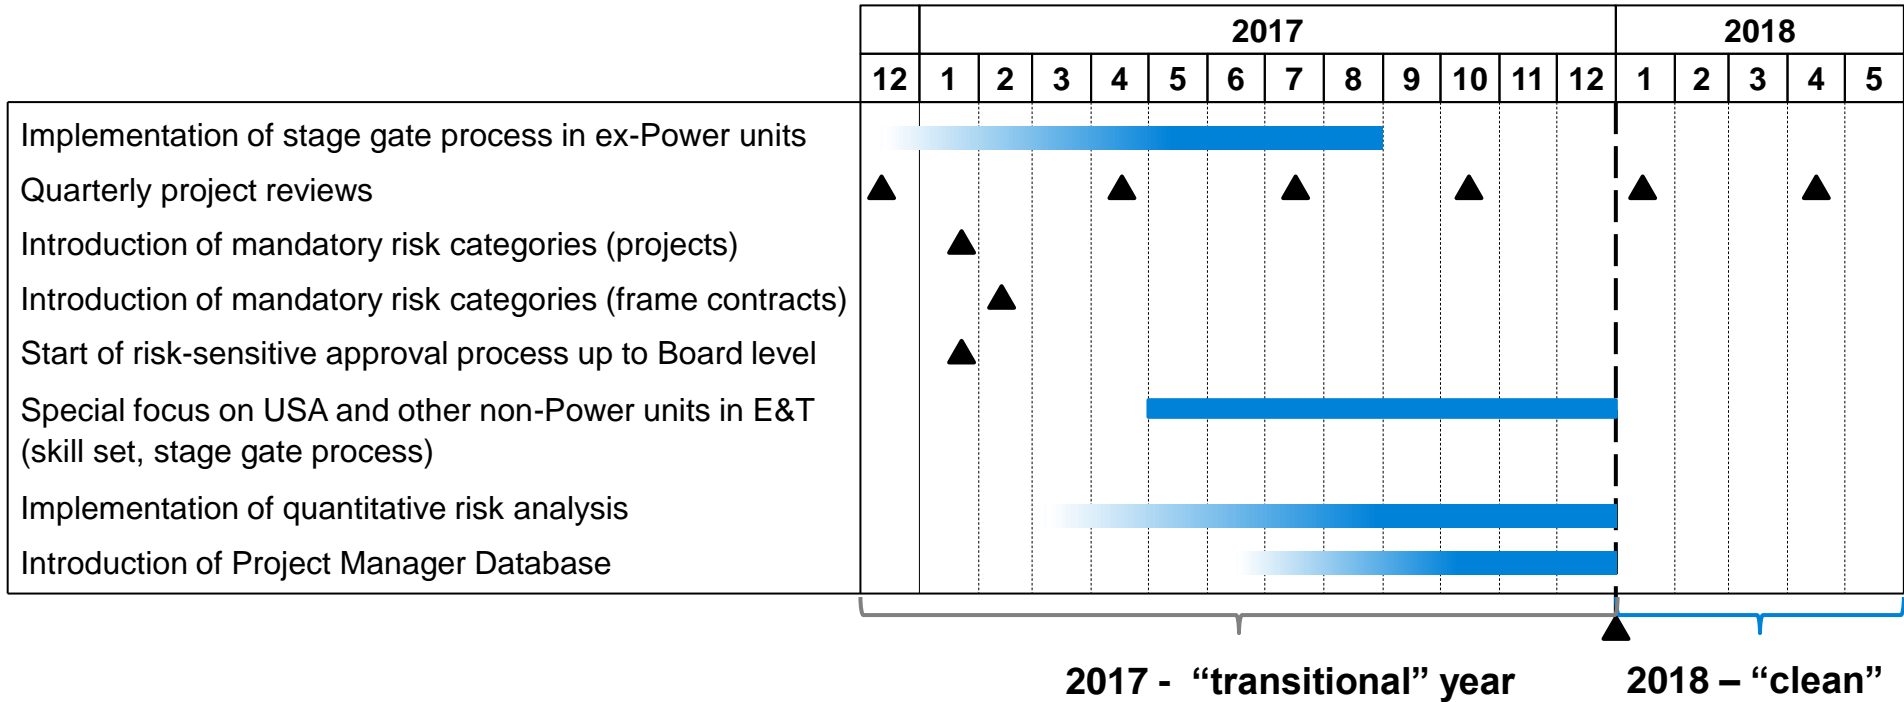 2017 2018
12 1 2 3 4 5 6 7 8 9 10 11 12 1 2 3 4 5
Implementation of stage gate process in ex-Power units
Quarterly project reviews
Introduction of mandatory risk categories (projects)
Introduction of mandatory risk categories (frame contracts)
Start of risk-sensitive approval process up to Board level
Special focus on USA and other non-Power units in E&T
(skill set, stage gate process)
Implementation of quantitative risk analysis
Introduction of Project Manager Database
2017 - “transitional” year 2018 – “clean”